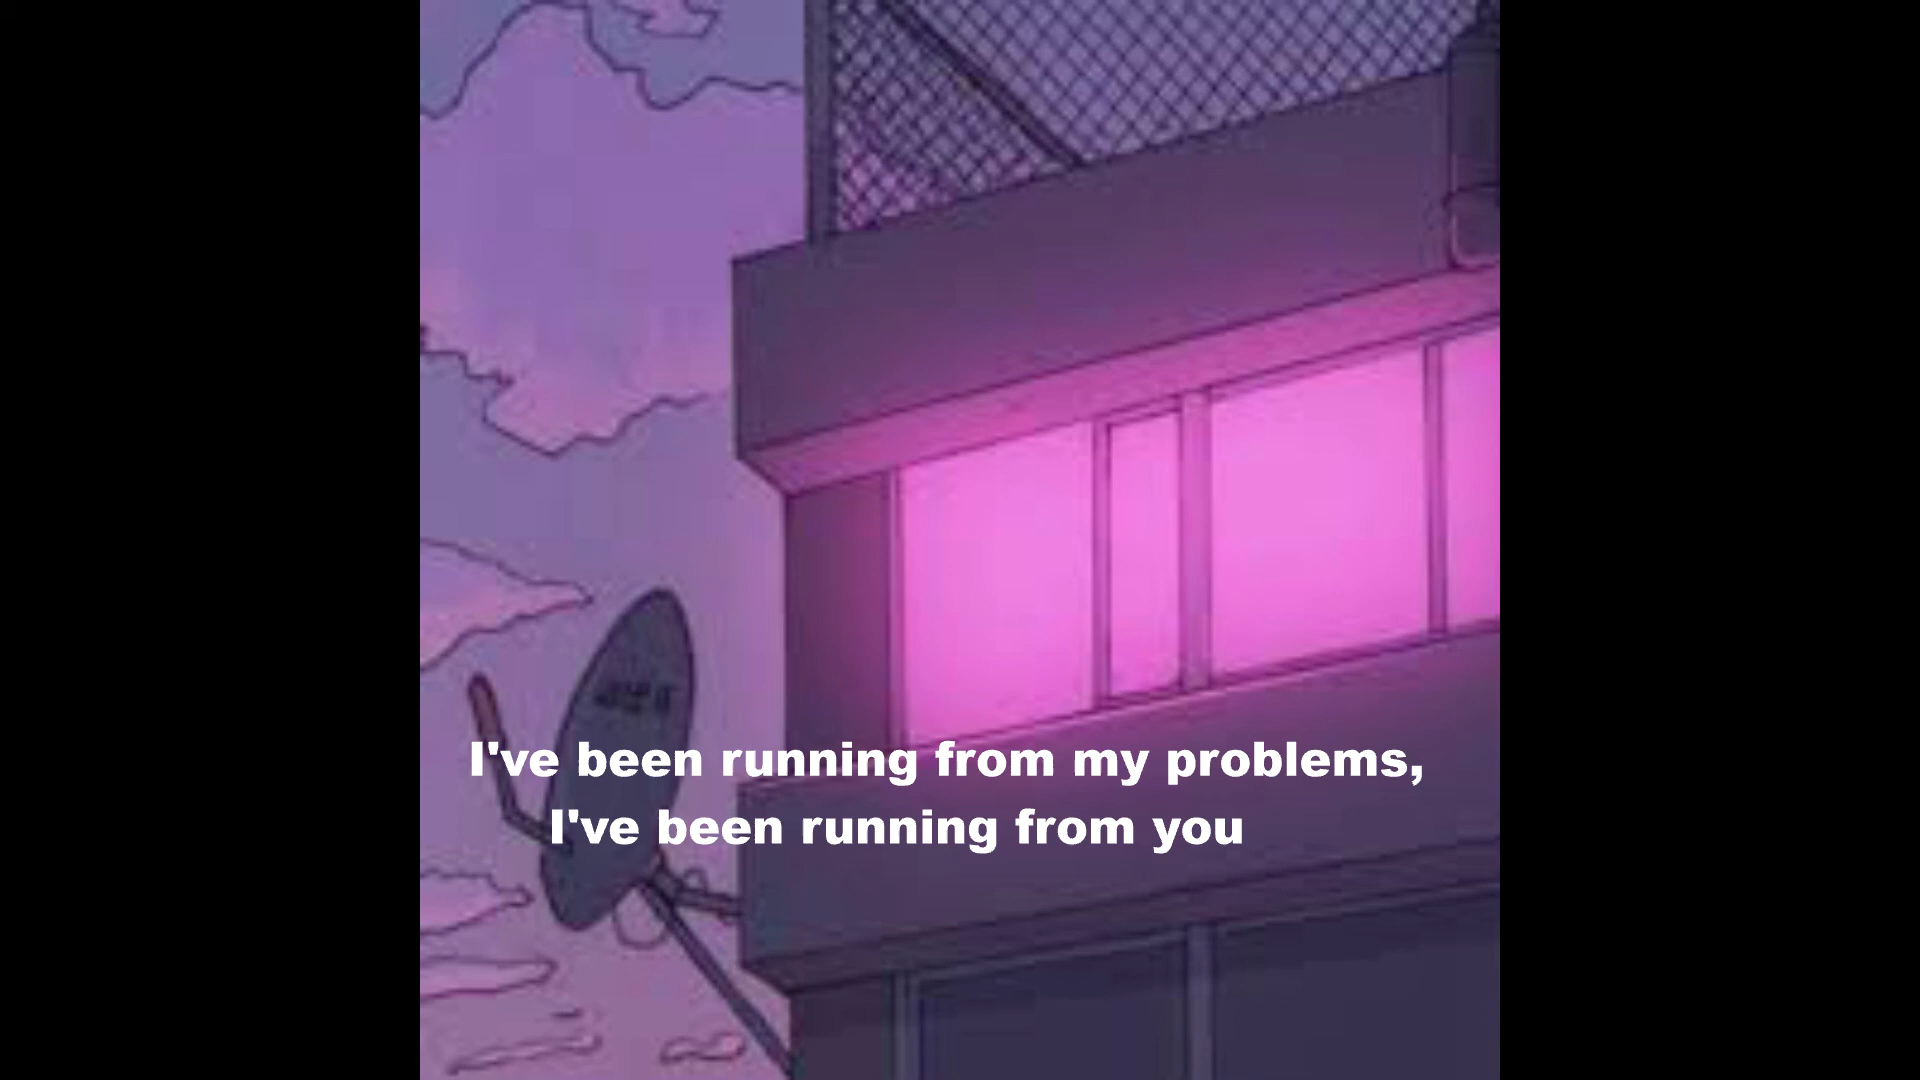 I've been running from my problems,
I've been running from you